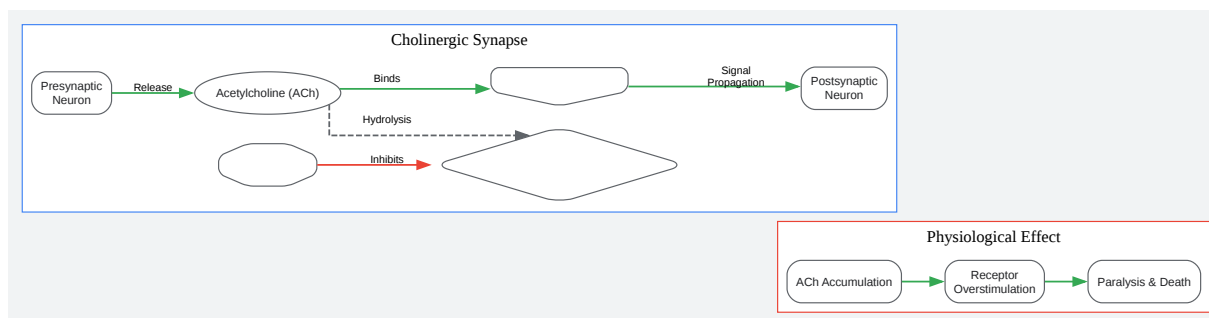 Cholinergic Synapse
Presynaptic
Neuron
Release
Acetylcholine (ACh)
Binds
Signal
Propagation
Postsynaptic
Neuron
Hydrolysis
Inhibits
Physiological Effect
ACh Accumulation
Receptor
Overstimulation
Paralysis & Death